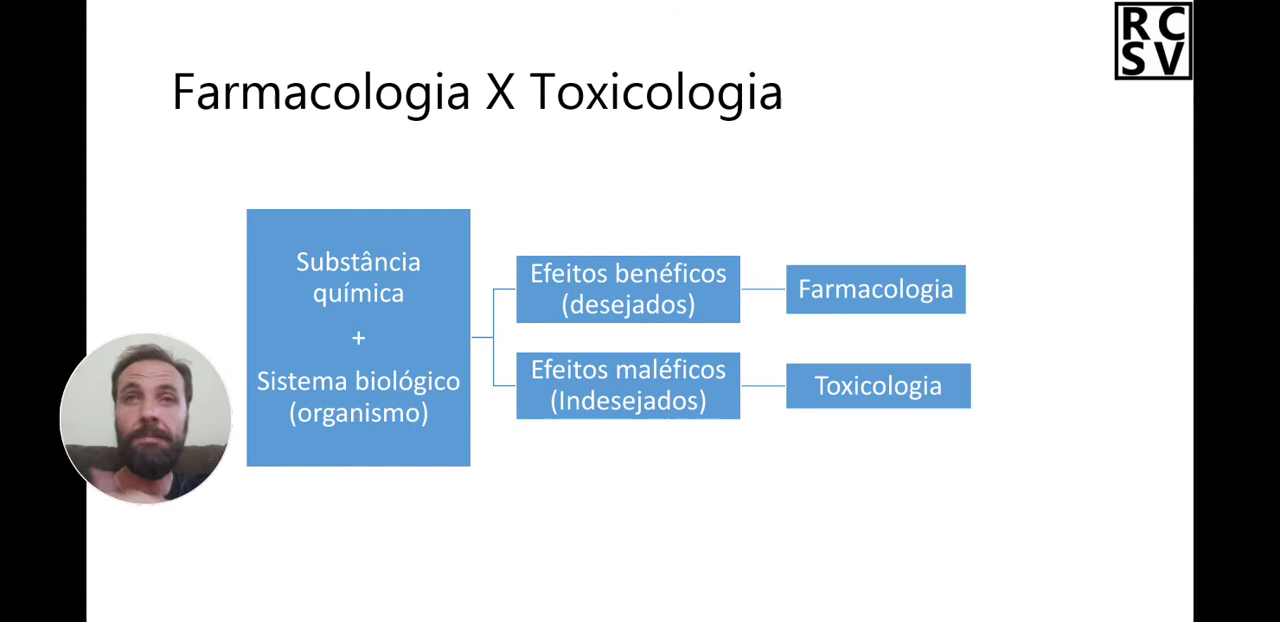 RC
SV
Farmacologia X Toxicologia
Substância
química
+
Sistema biológico
(organismo)
Efeitos benéficos
(desejados)
Farmacologia
Efeitos maléficos
(Indesejados)
Toxicologia